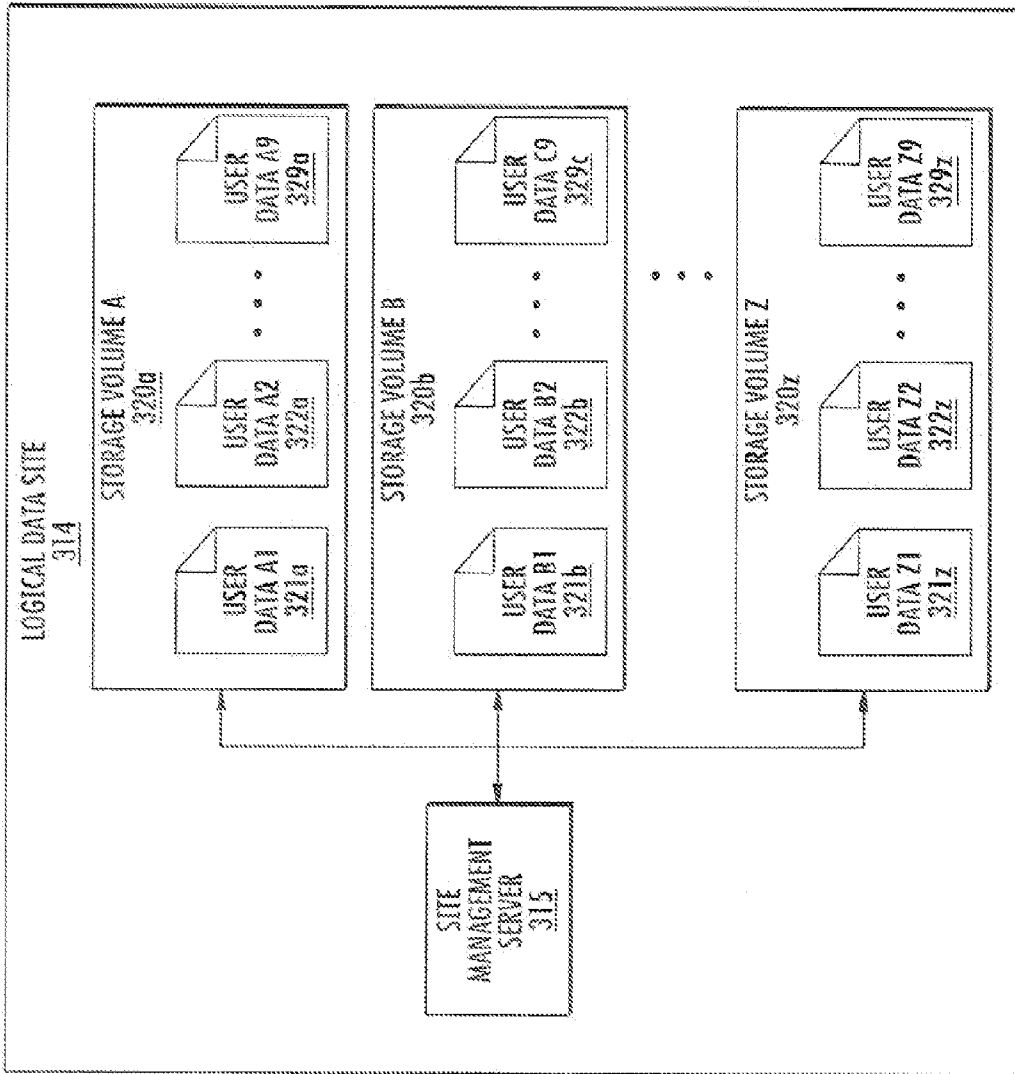 LOGICAL DATA SITE
314
STORAGE VOLUME A
320a
USER
DATA A1
321a
USER
DATA A2
322a
USER
DATA A9
329a
STORAGE VOLUME B
320b
USER
DATA B1
321b
USER
DATA B2
322b
USER
DATA C9
329c
STORAGE VOLUME Z
320z
USER
DATA Z1
321z
USER
DATA Z2
322z
USER
DATA Z9
329z
SITE
MANAGEMENT
SERVER
315